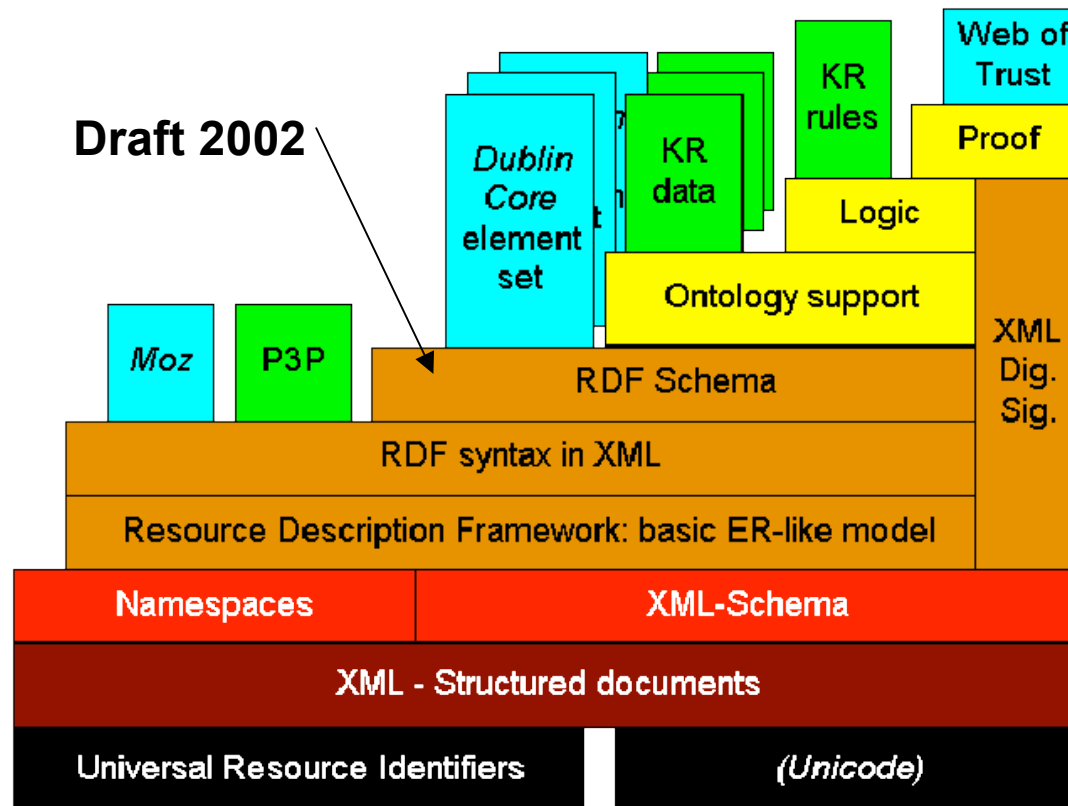 Web of
Trust
KR
rules
Proof
Draft 2002
Dublin
Core
element
set
KR
data
Logic
Ontology support
XML
Dig.
Sig.
Moz
P3P
RDF Schema
RDF syntax in XML
Resource Description Framework: basic ER-like model
Namespaces
XML-Schema
XML - Structured documents
Universal Resource Identifiers
(Unicode)